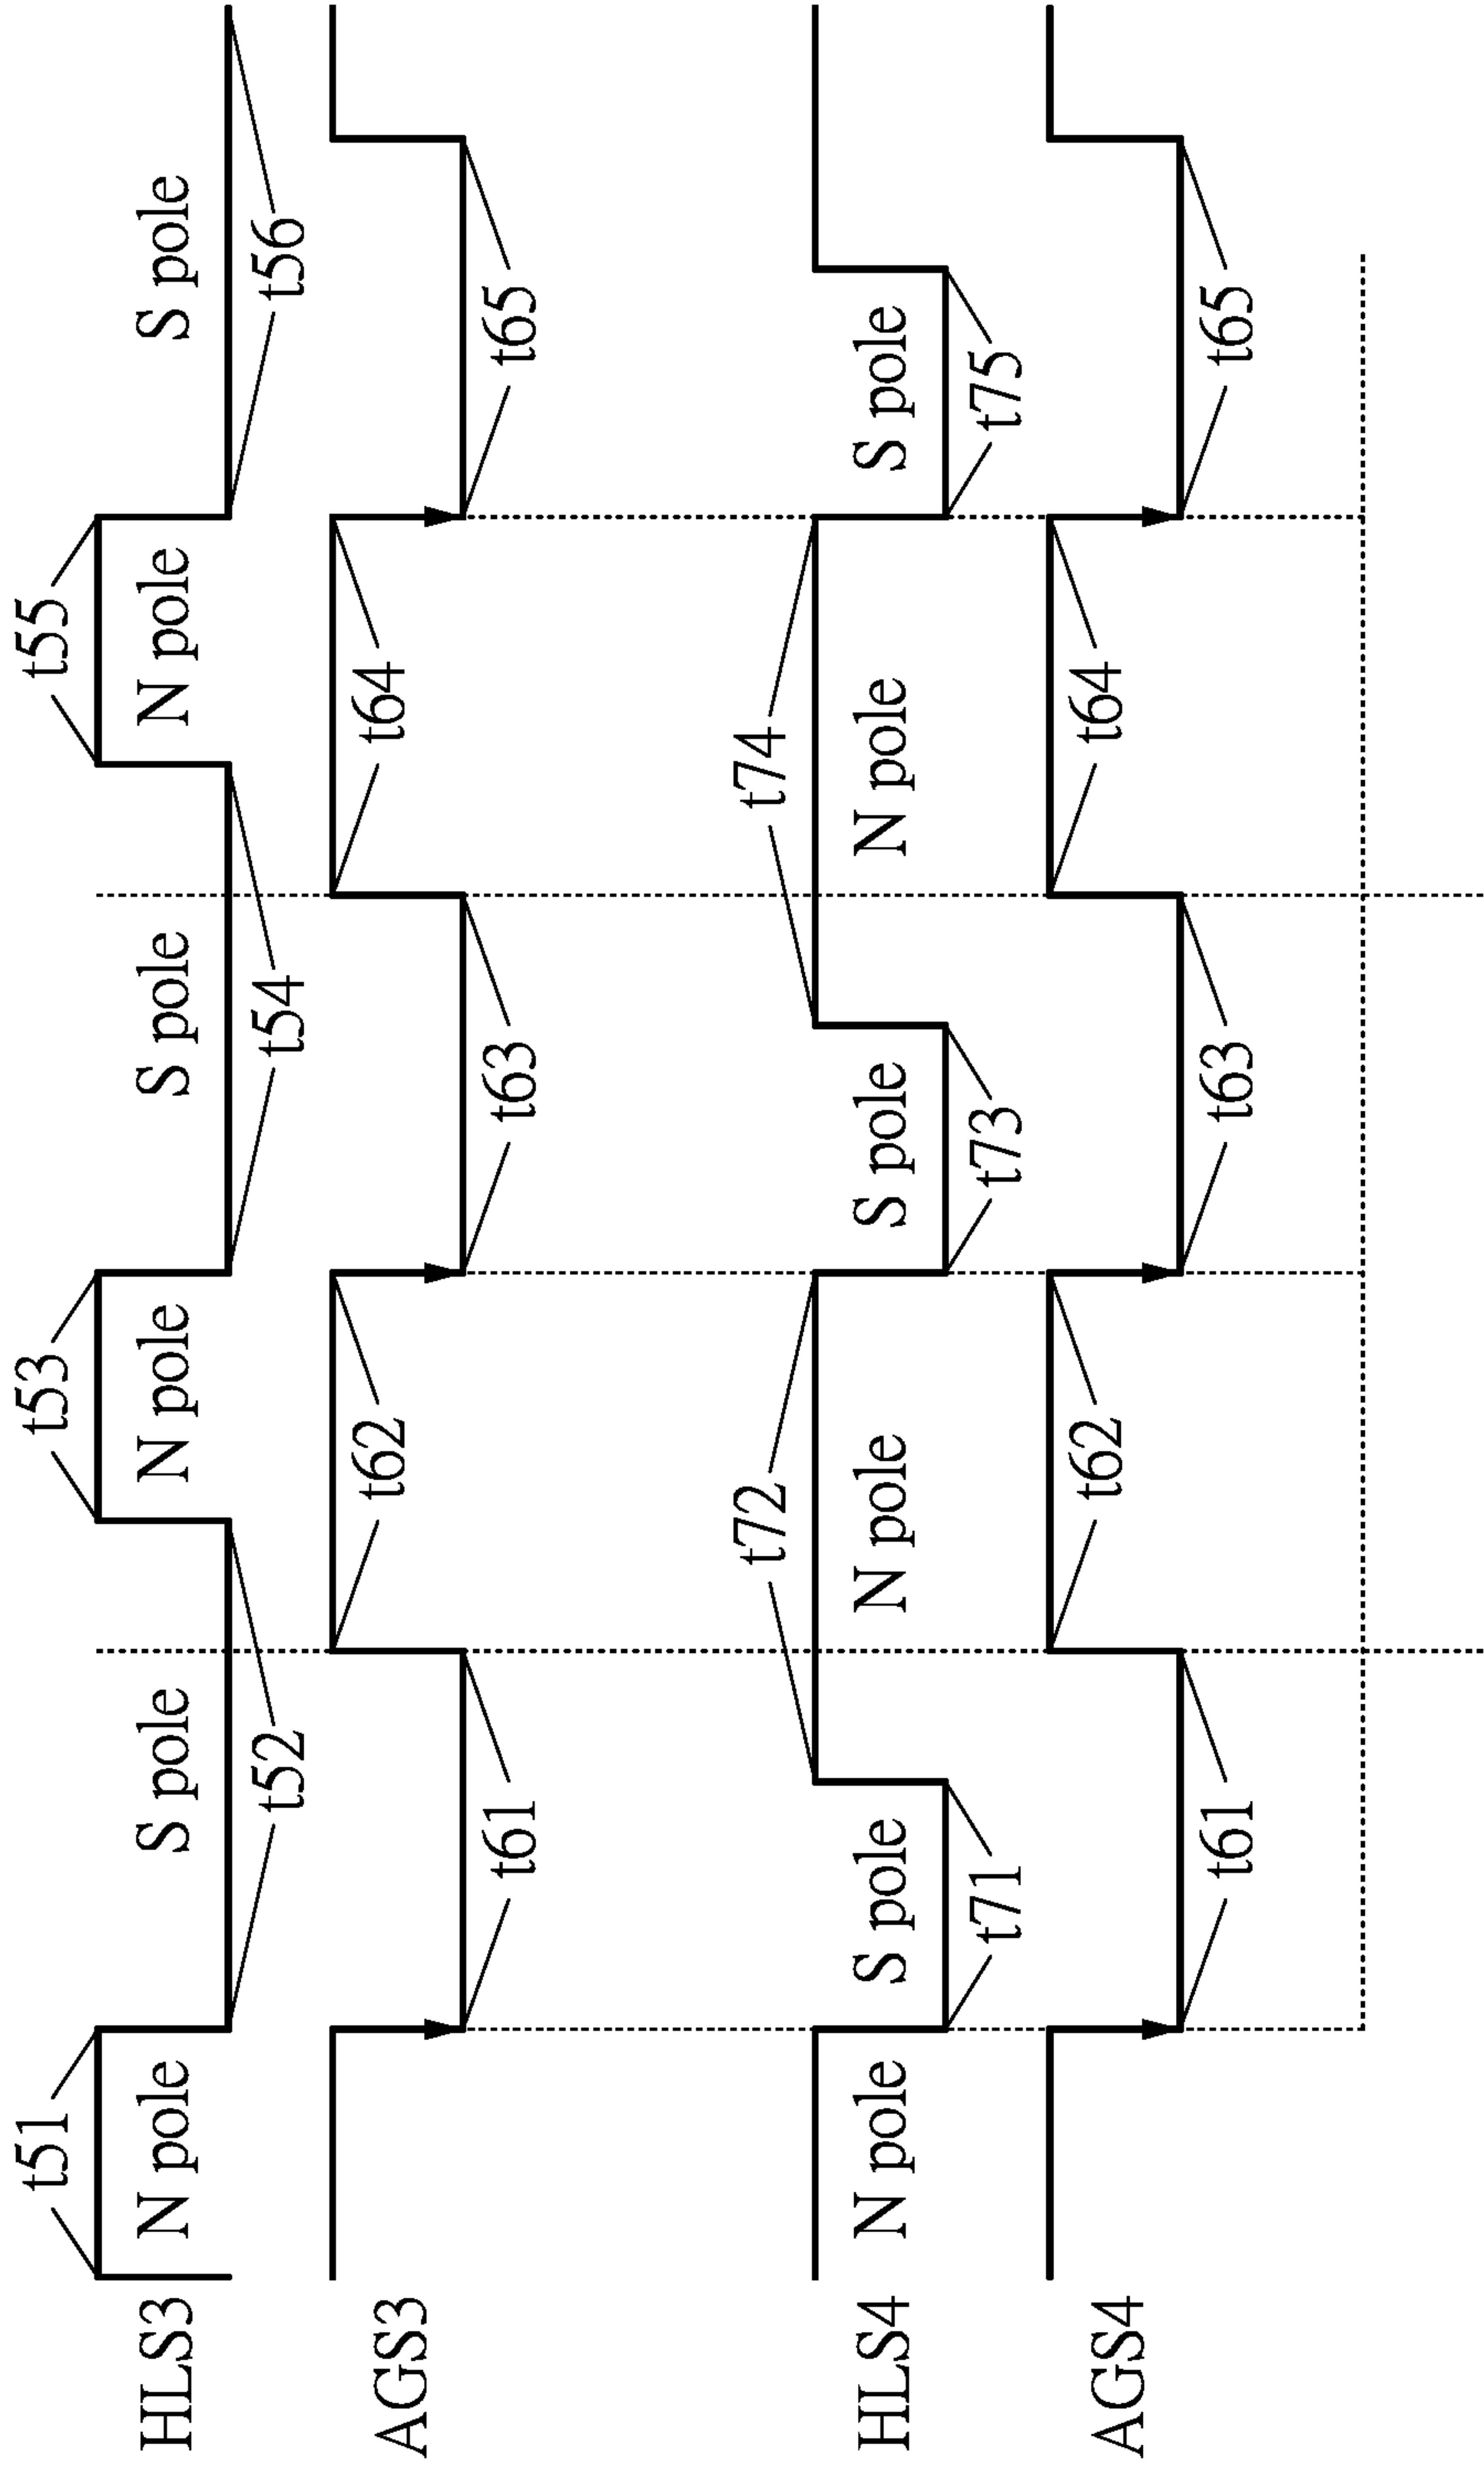 t51 t53 t55
HLS3 N pole S pole N pole S pole N pole S pole
t52 t54 t56
AGS3 t62 t64
t61 t63 t65
t72 t74
HLS4 N pole S pole N pole S pole N pole S pole
t71 t73 t75
AGS4 t62 t64
t61 t63 t65